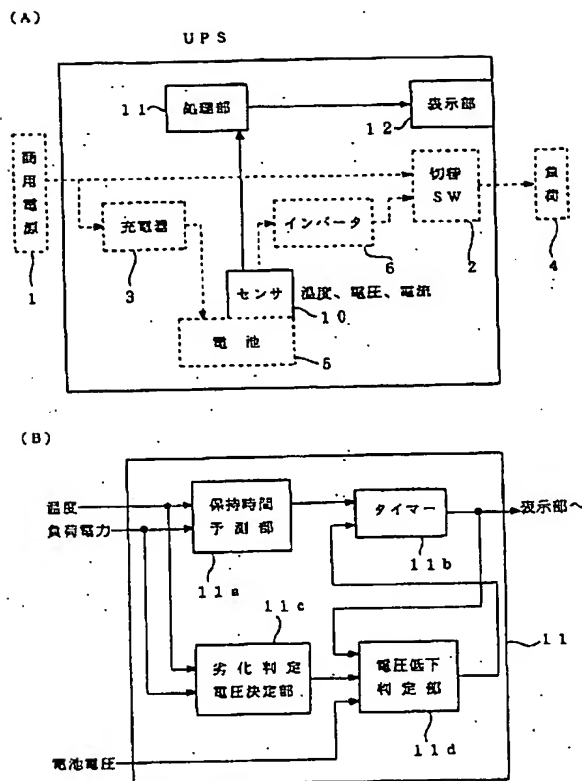 (A)
UPS
11
処理部
表示部
12
商用電源
1
充電器
3
インバータ
6
切替
SW
2
負荷
4
センサ
温度、電圧、電流
10
電池
5
(B)
温度
負荷電力
保持時間
予測部
11a
タイマー
11b
表示部へ
11c
劣化判定
電圧決定部
電圧低下
判定部
11d
11
電池電圧